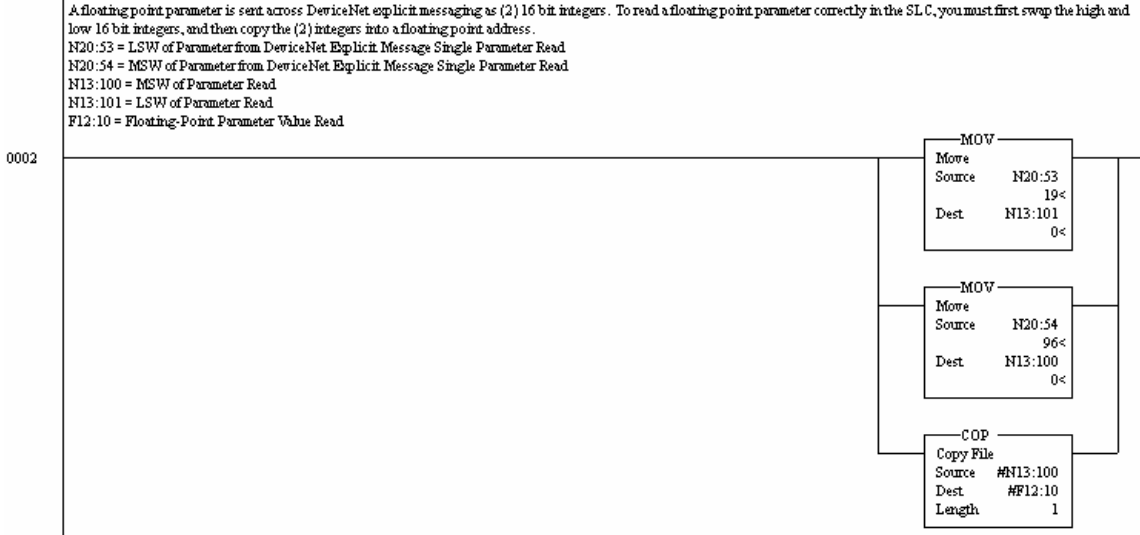 A floating point parameter is sent across DeviceNet explicit messaging as (2) 16 bit integers. To read a floating point parameter correctly in the SLC, you must first swap the high and
low 16 bit integers, and then copy the (2) integers into a floating point address.
N20:53 = LSW of Parameter from DeviceNet Explicit Message Single Parameter Read
N20:54 = MSW of Parameter from DeviceNet Explicit Message Single Parameter Read
N13:100 = MSW of Parameter Read
N13:101 = LSW of Parameter Read
F12:10 = Floating-Point Parameter Value Read
0002
MOV
Move
Source N20:53
19<
Dest N13:101
0<
MOV
Move
Source N20:54
96<
Dest N13:100
0<
COP
Copy File
Source #N13:100
Dest #F12:10
Length 1